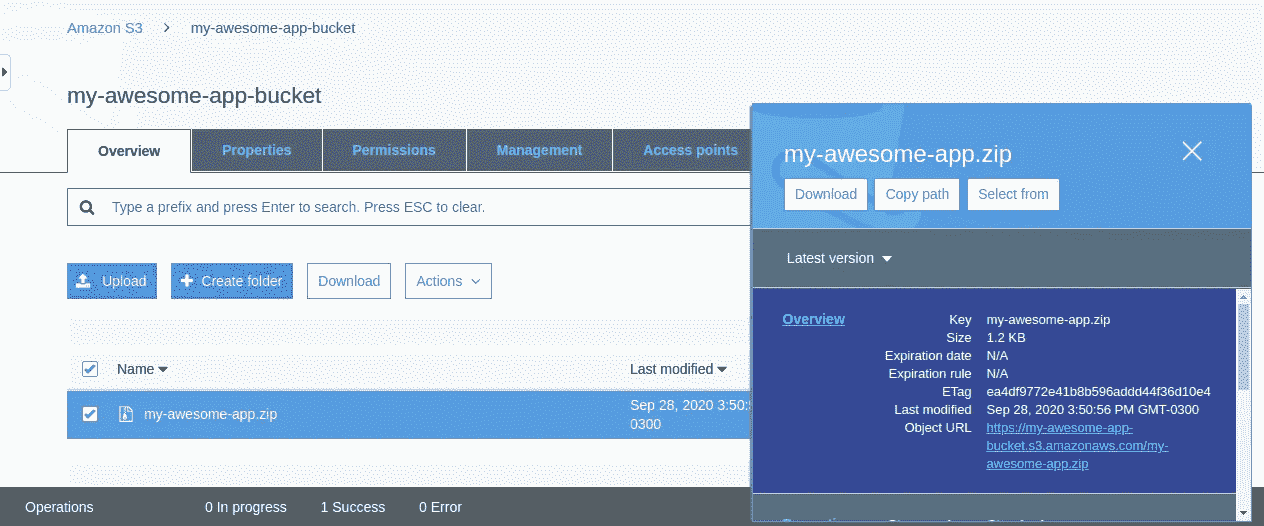 Amazon S3 > my-awesome-app-bucket
my-awesome-app-bucket
Overview Properties Permissions Management Access points
Type a prefix and press Enter to search. Press ESC to clear.
Upload Create folder Download Actions
Name Last modified
my-awesome-app.zip Sep 28, 2020 3:50:
0300
my-awesome-app.zip
Download Copy path Select from
Latest version
Overview Key my-awesome-app.zip
Size 1.2 KB
Expiration date N/A
Expiration rule N/A
ETag ea4df9772e41b8b596addd44f36d10e4
Last modified Sep 28, 2020 3:50:56 PM GMT-0300
Object URL https://my-awesome-app-
bucket.s3.amazonaws.com/my-
awesome-app.zip
Operations 0 In progress 1 Success 0 Error